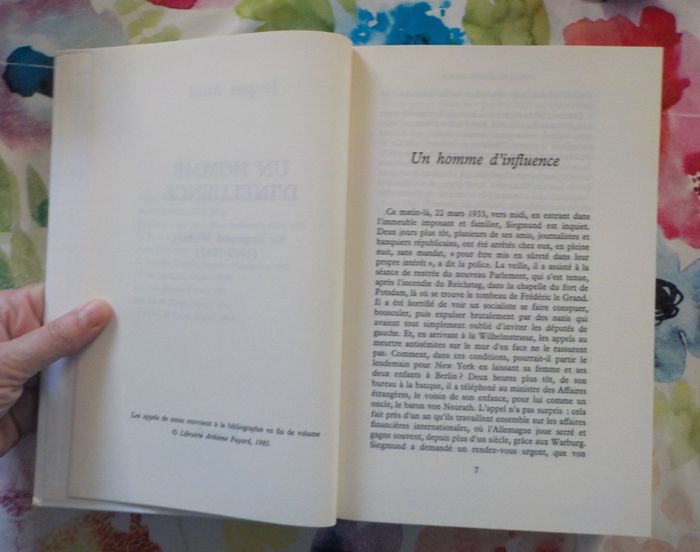 Les appels de notes renvoient à la bibliographie en fin de volume
© Librairie Arthème Fayard, 1985.
Un homme d'influence
Ce matin-là, 22 mars 1933, vers midi, en entrant dans
l'immeuble imposant et familier, Siegmund est inquiet.
Deux jours plus tôt, plusieurs de ses amis, journalistes et
banquiers républicains, ont été arrêtés chez eux, en pleine
nuit, sans mandat, « pour être mis en sûreté dans leur
propre intérêt », a dit la police. La veille, il a assisté à la
séance de rentrée du nouveau Parlement, qui s'est tenue,
après l'incendie du Reichstag, dans la chapelle du fort de
Potsdam, là où se trouve le tombeau de Frédéric le Grand.
Il a été horrifié de voir un socialiste se faire conspuer,
bousculer, puis expulser brutalement par des nazis qui
avaient tout simplement oublié d'inviter les députés de
gauche. Et, en arrivant à la Wilhelmstrasse, les appels au
meurtre antisémites sur le mur d'en face ne le rassurent
pas. Comment, dans ces conditions, pourrait-il partir le
lendemain pour New York en laissant sa femme et ses
deux enfants à Berlin ? Deux heures plus tôt, de son
bureau à la banque, il a téléphoné au ministre des Affaires
étrangères, le voisin de son enfance, pour lui comme un
oncle, le baron von Neurath. L'appel n'a pas surpris : cela
fait près d'un an qu'ils travaillent ensemble sur les affaires
financières internationales, où l'Allemagne joue serré et
gagne souvent, depuis plus d'un siècle, grâce aux Warburg.
Siegmund a demandé un rendez-vous urgent, que von
7